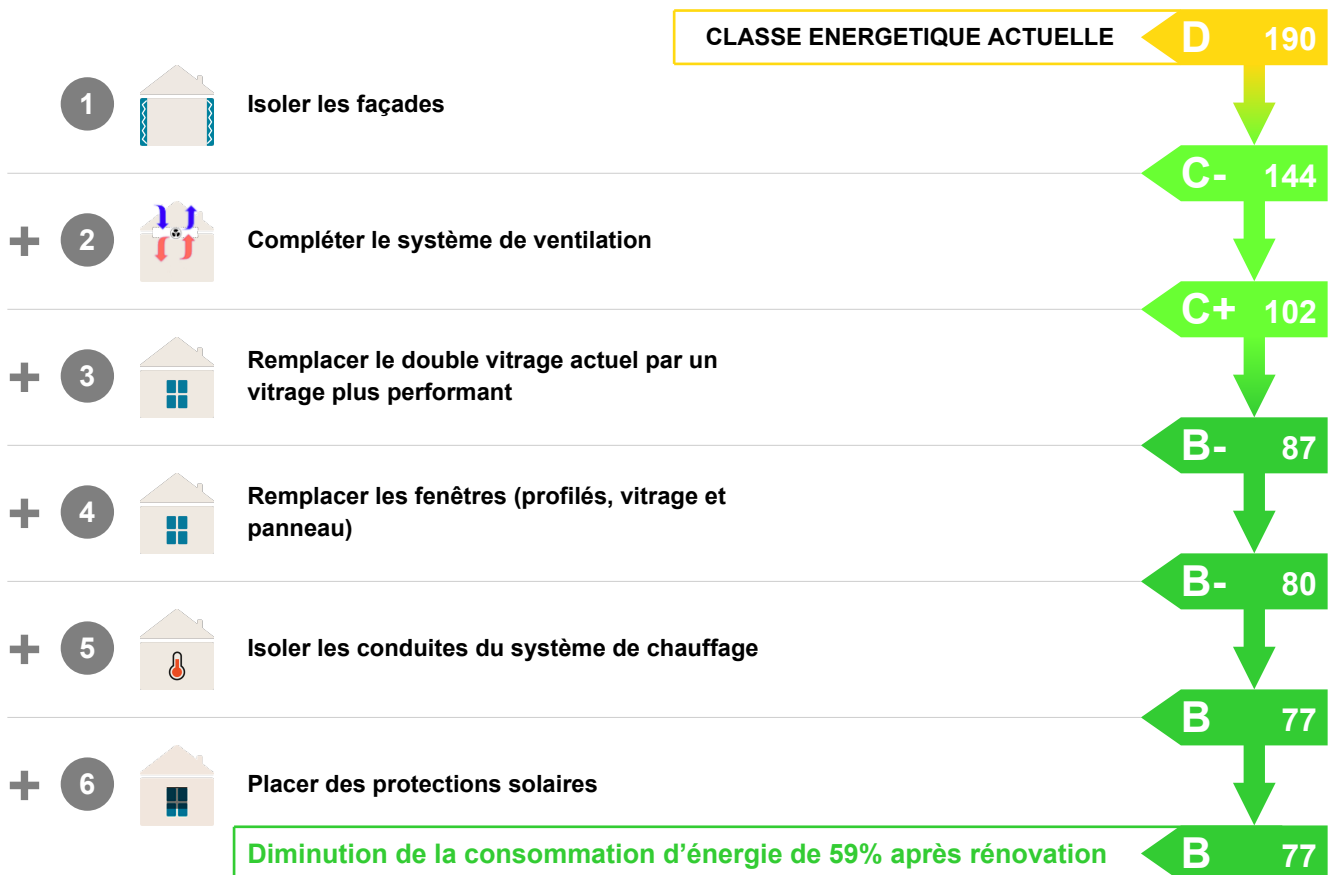 CLASSE ENERGETIQUE ACTUELLE D 190
1 Isoler les façades
C- 144
+ 2 Compléter le système de ventilation
C+ 102
+ 3 Remplacer le double vitrage actuel par un
vitrage plus performant
B- 87
+ 4 Remplacer les fenêtres (profilés, vitrage et
panneau)
B- 80
+ 5 Isoler les conduites du système de chauffage
B 77
+ 6 Placer des protections solaires
Diminution de la consommation d’énergie de 59% après rénovation B 77